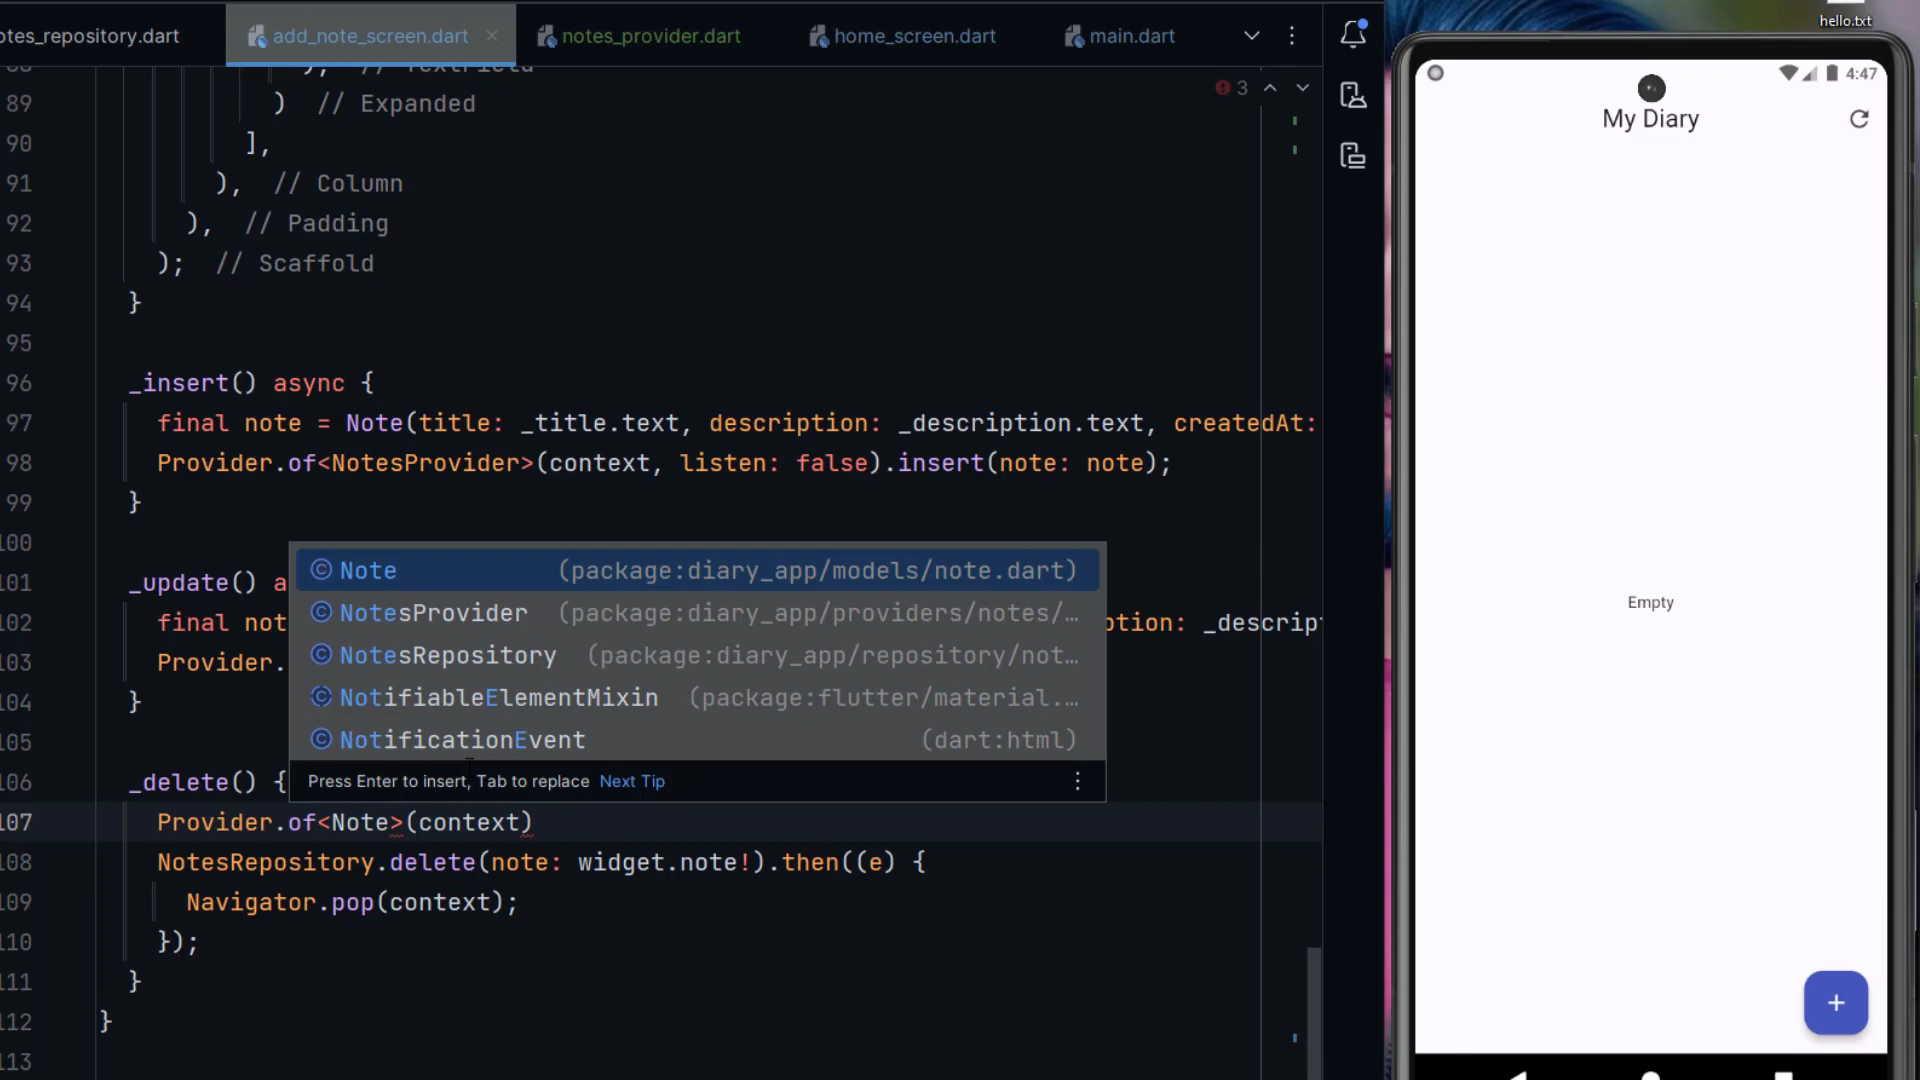 otes_repository.dart add_note_screen.dart notes_provider.dart home_screen.dart main.dart
3
89 ) // Expanded
90 ],
91 ), // Column
92 ), // Padding
93 ); // Scaffold
94 }
95
96 _insert() async {
97 final note = Note(title: _title.text, description: _description.text, createdAt:
98 Provider.of<NotesProvider>(context, listen: false).insert(note: note);
99 }
100
101 _update() a
102 final not ption: _descrip
103 Provider.
104 }
105
106 _delete() {
107 Provider.of<Note>(context)
108 NotesRepository.delete(note: widget.note!).then((e) {
109 Navigator.pop(context);
110 });
111 }
112 }
113
Note (package:diary_app/models/note.dart)
NotesProvider (package:diary_app/providers/notes/…
NotesRepository (package:diary_app/repository/not…
NotifiableElementMixin (package:flutter/material.…
NotificationEvent (dart:html)
Press Enter to insert, Tab to replace Next Tip
hello.txt
4:47
My Diary
Empty